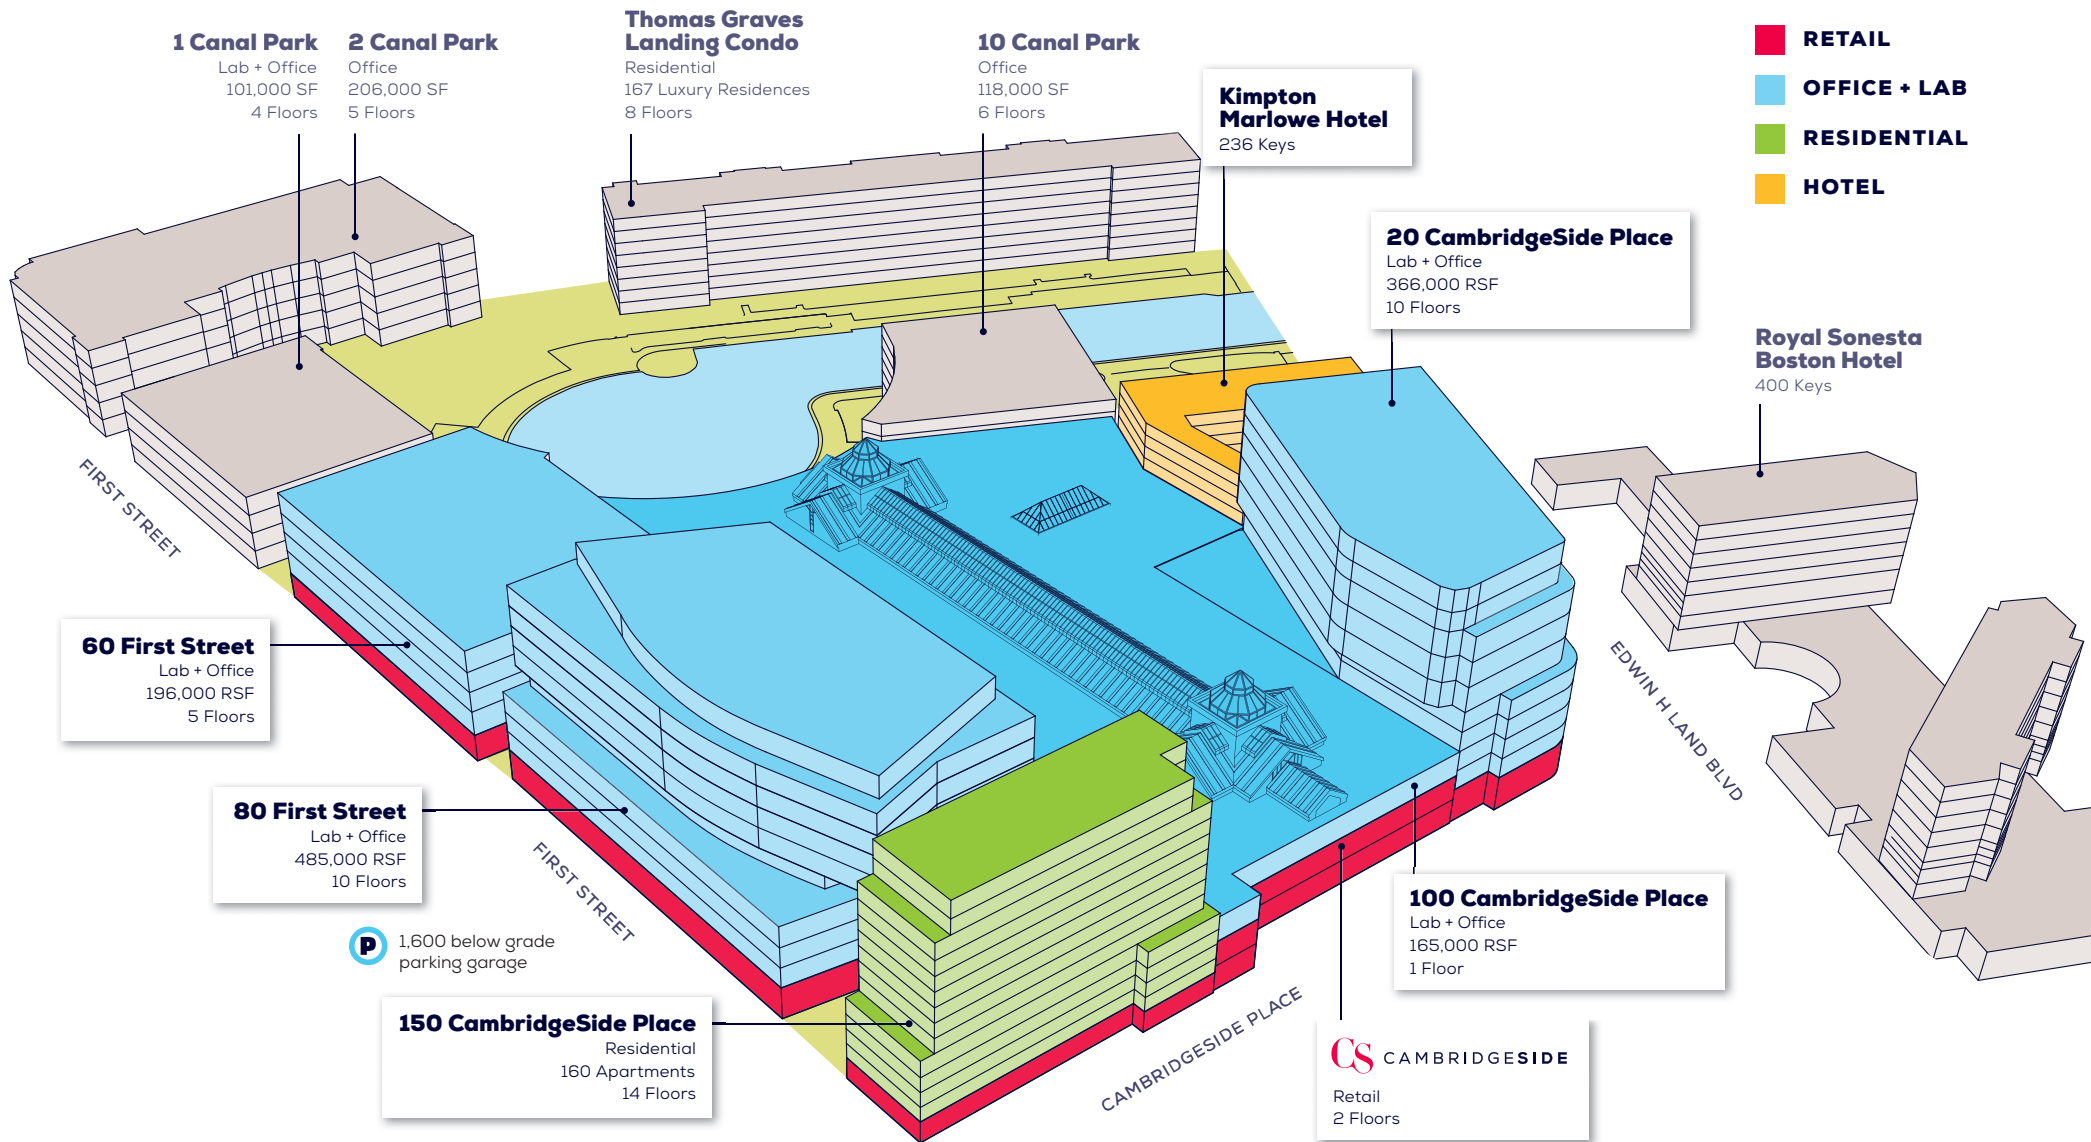 1 Canal Park
Lab + Office
101,000 SF
4 Floors
2 Canal Park
Office
206,000 SF
5 Floors
Thomas Graves
Landing Condo
Residential
167 Luxury Residences
8 Floors
10 Canal Park
Office
118,000 SF
6 Floors
Kimpton
Marlowe Hotel
236 Keys
RETAIL
OFFICE + LAB
RESIDENTIAL
HOTEL
20 CambridgeSide Place
Lab + Office
366,000 RSF
10 Floors
Royal Sonesta
Boston Hotel
400 Keys
FIRST STREET
60 First Street
Lab + Office
196,000 RSF
5 Floors
EDWIN H LAND BLVD
80 First Street
Lab + Office
485,000 RSF
10 Floors
FIRST STREET
P
1,600 below grade
parking garage
100 CambridgeSide Place
Lab + Office
165,000 RSF
1 Floor
150 CambridgeSide Place
Residential
160 Apartments
14 Floors
CAMBRIDGESIDE PLACE
CS CAMBRIDGESIDE
Retail
2 Floors